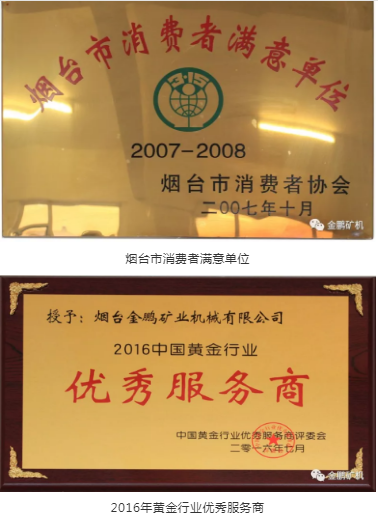 烟台市消费者满意单位
2007-2008
烟台市消费者协会
二〇〇七年十月
金鹏矿机
烟台市消费者满意单位
授予：烟台金鹏矿业机械有限公司
2016中国黄金行业
优秀服务商
中国黄金行业优秀服务商评委会
二零一六年七月
金鹏矿机
2016年黄金行业优秀服务商